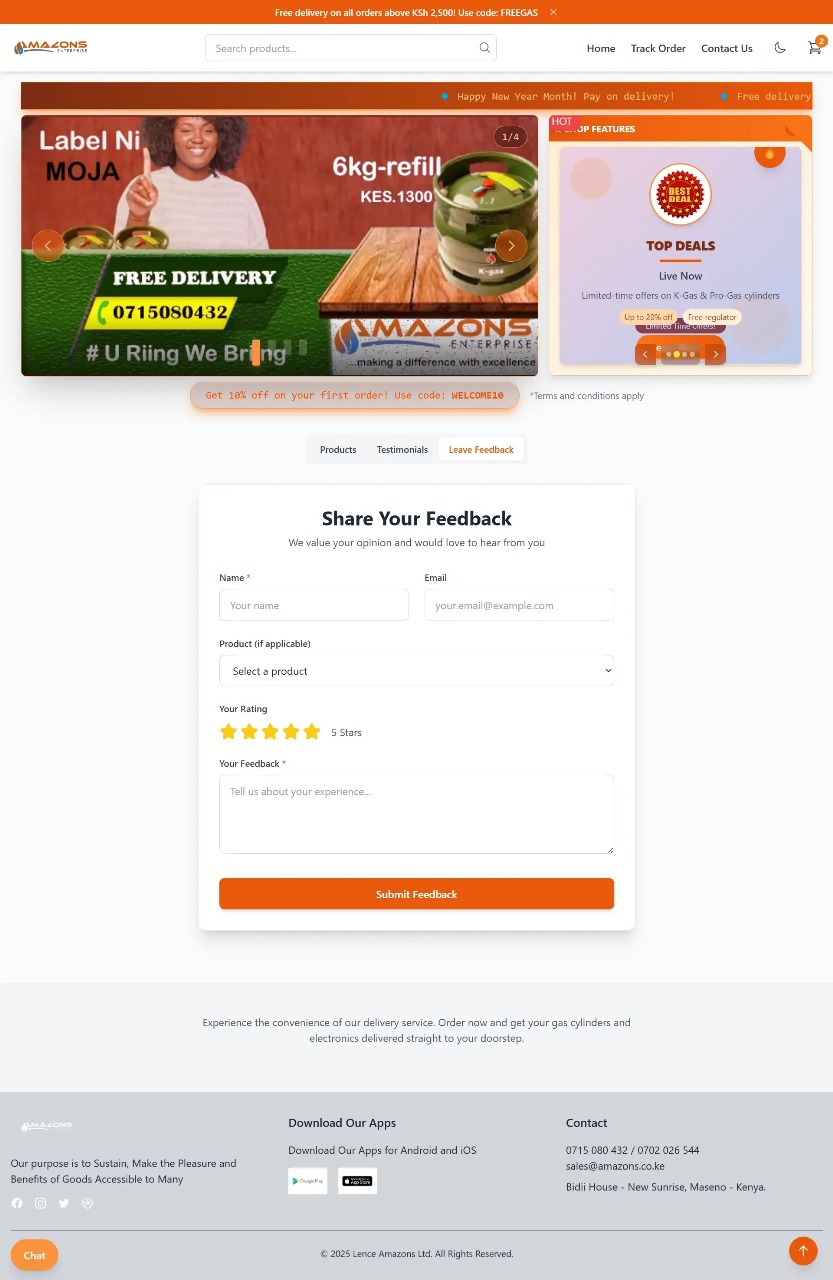 Free delivery on all orders above KSh 2,500! Use code: FREEGAS ×
AMAZONS
ENTERPRISE
Search products...
Home
Track Order
Contact Us
2
Happy New Year Month! Pay on delivery!
Free delivery
Label Ni
MOJA
1/4
6kg-refill
KES.1300
K-gas
FREE DELIVERY
0715080432
# U Riing We Bring
AMAZONS
ENTERPRISE
making a difference with excellence
HOT
OP FEATURES
BEST
DEAL
TOP DEALS
Live Now
Limited-time offers on K-Gas & Pro-Gas cylinders
Up to 20% off
Free regulator
Limited Time Offers!
Get 10% off on your first order! Use code: WELCOME10
*Terms and conditions apply
Products
Testimonials
Leave Feedback
Share Your Feedback
We value your opinion and would love to hear from you
Name *
Email
Your name
your.email@example.com
Product (if applicable)
Select a product
Your Rating
5 Stars
Your Feedback *
Tell us about your experience...
Submit Feedback
Experience the convenience of our delivery service. Order now and get your gas cylinders and
electronics delivered straight to your doorstep.
AMAZONS
Our purpose is to Sustain, Make the Pleasure and
Benefits of Goods Accessible to Many
Download Our Apps
Download Our Apps for Android and iOS
Google Play
App Store
Contact
0715 080 432 / 0702 026 544
sales@amazons.co.ke
Bidii House - New Sunrise, Maseno - Kenya.
Chat
© 2025 Lence Amazons Ltd. All Rights Reserved.